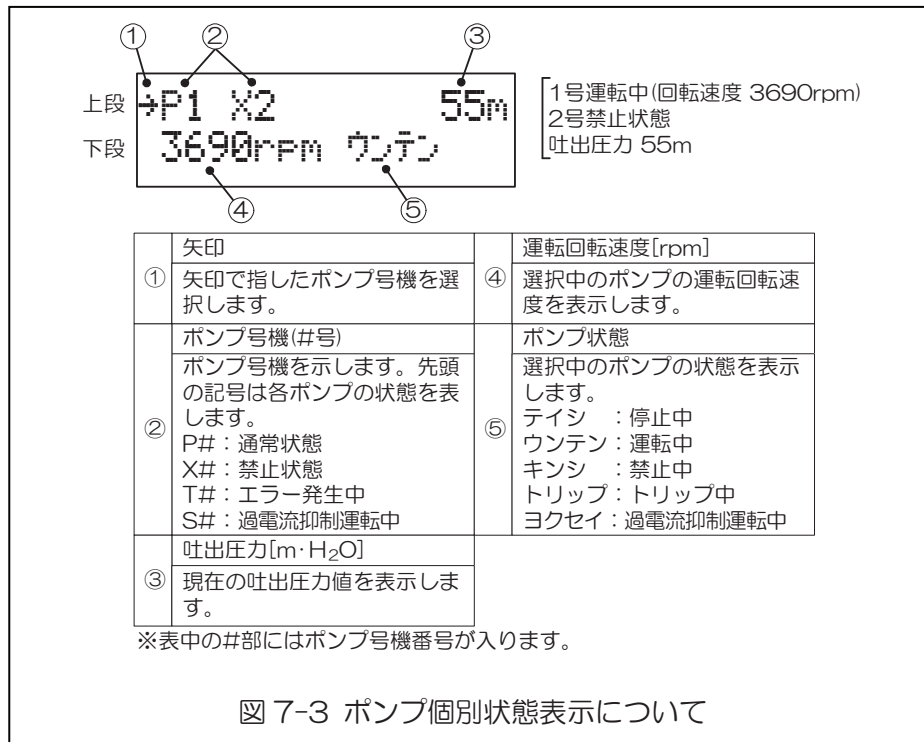 ① ② ③
上段 →P1 X2 55m
下段 3690rpm ウンテン
④ ⑤
1号運転中(回転速度 3690rpm)
2号禁止状態
吐出圧力 55m
①
矢印
矢印で指したポンプ号機を選
択します。
②
ポンプ号機(#号)
ポンプ号機を示します。先頭
の記号は各ポンプの状態を表
します。
P#：通常状態
X#：禁止状態
T#：エラー発生中
S#：過電流抑制運転中
③
吐出圧力[m·H₂O]
現在の吐出圧力値を表示しま
す。
④
運転回転速度[rpm]
選択中のポンプの運転回転速
度を表示します。
⑤
ポンプ状態
選択中のポンプの状態を表示
します。
テイシ　：停止中
ウンテン：運転中
キンシ　：禁止中
トリップ：トリップ中
ヨクセイ：過電流抑制運転中
※表中の#部にはポンプ号機番号が入ります。
図 7-3 ポンプ個別状態表示について